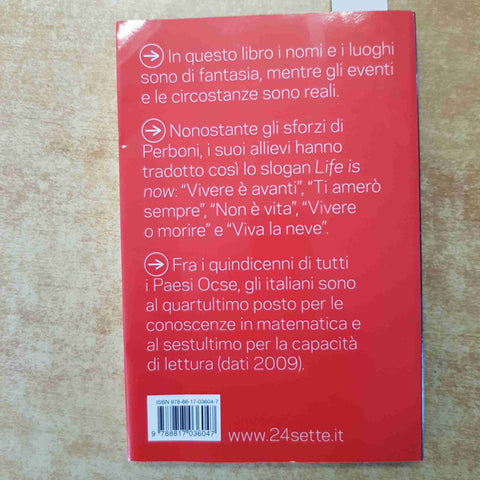 In questo libro i nomi e i luoghi
sono di fantasia, mentre gli eventi
e le circostanze sono reali.
Nonostante gli sforzi di
Perboni, i suoi allievi hanno
tradotto così lo slogan Life is
now: “Vivere è avanti”, “Ti amerò
sempre”, “Non è vita”, “Vivere
o morire” e “Viva la neve”.
Fra i quindicenni di tutti
i Paesi Ocse, gli italiani sono
al quartultimo posto per le
conoscenze in matematica e
al sestultimo per la capacità
di lettura (dati 2009).
ISBN 978-88-17-03604-7
9 788817 036047
www.24sette.it